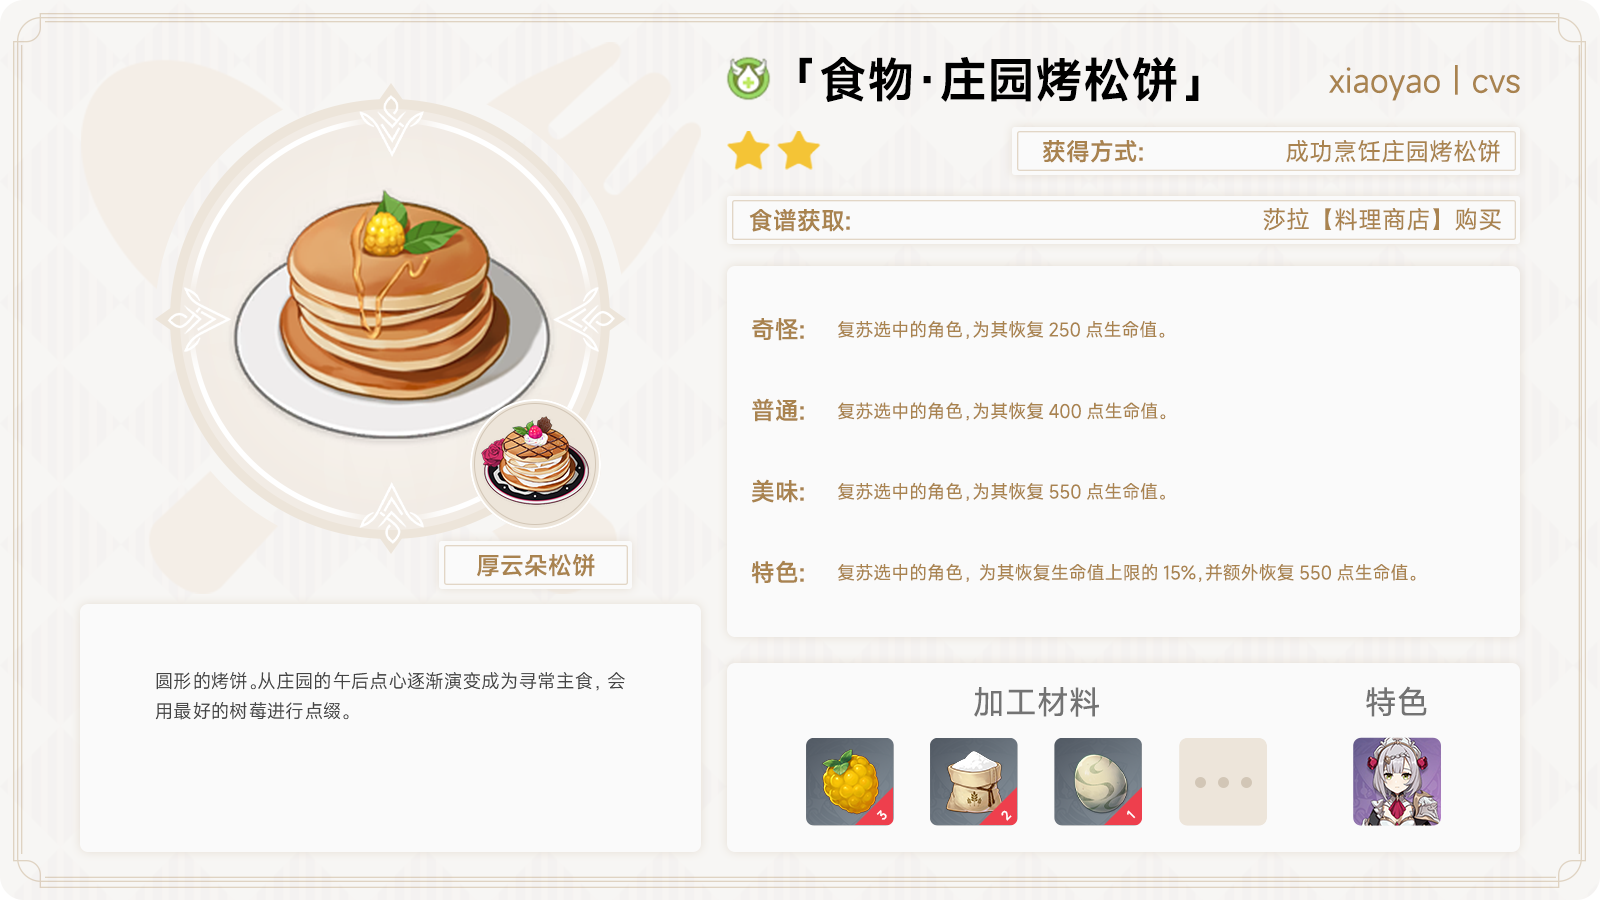 「食物·庄园烤松饼」
xiaoyao | cvs
获得方式: 成功烹饪庄园烤松饼
食谱获取: 莎拉【料理商店】购买
奇怪: 复苏选中的角色,为其恢复 250 点生命值。
普通: 复苏选中的角色,为其恢复 400 点生命值。
美味: 复苏选中的角色,为其恢复 550 点生命值。
特色: 复苏选中的角色, 为其恢复生命值上限的 15%,并额外恢复 550 点生命值。
厚云朵松饼
圆形的烤饼。从庄园的午后点心逐渐演变成为寻常主食, 会
用最好的树莓进行点缀。
加工材料 特色
3 2 1